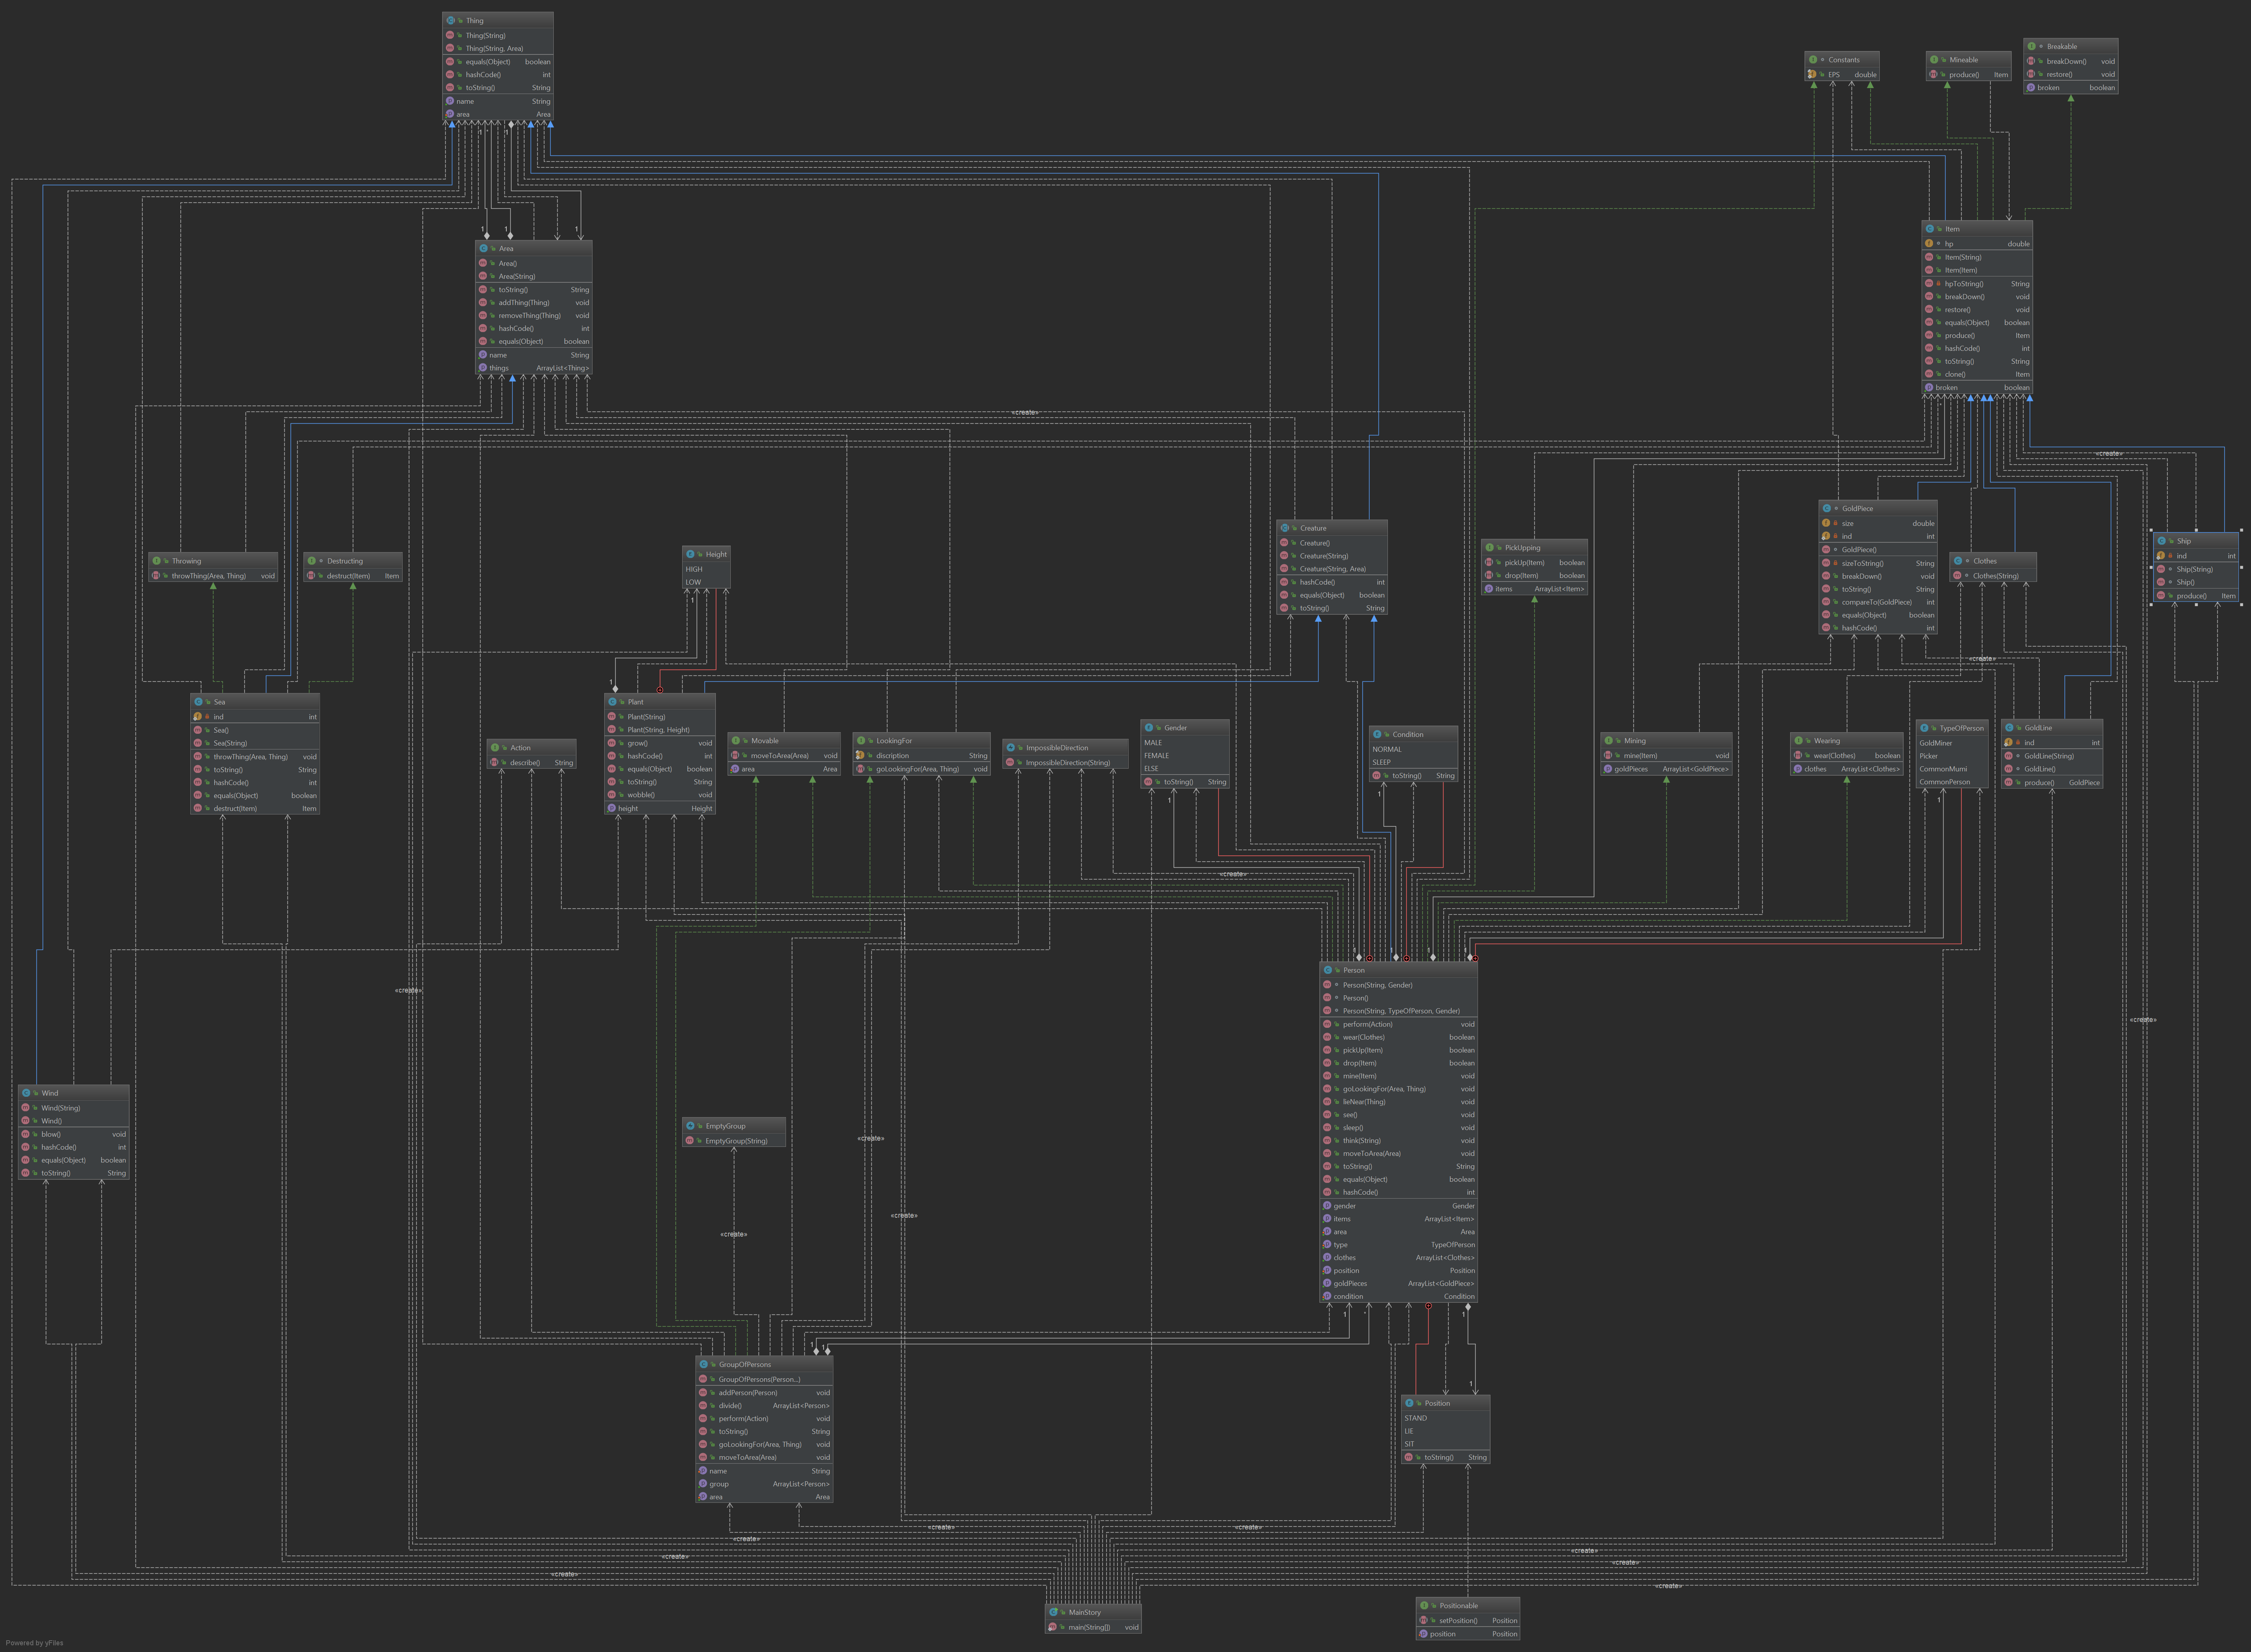 Thing
Thing(String)
Thing(String, Area)
equals(Object) boolean
hashCode() int
toString() String
name String
area Area
Constants
EPS double
Mineable
produce() Item
Breakable
breakDown() void
restore() void
broken boolean
1
*
1
1
1
Area
Area()
Area(String)
toString() String
addThing(Thing) void
removeThing(Thing) void
hashCode() int
equals(Object) boolean
name String
things ArrayList<Thing>
Item
hp double
Item(String)
Item(Item)
hpToString() String
breakDown() void
restore() void
equals(Object) boolean
produce() Item
hashCode() int
toString() String
clone() Item
broken boolean
«create»
«create»
Throwing
throwThing(Area, Thing) void
Destructing
destruct(Item) Item
Height
HIGH
LOW
Creature
Creature()
Creature(String)
Creature(String, Area)
hashCode() int
equals(Object) boolean
toString() String
PickUpping
pickUp(Item) boolean
drop(Item) boolean
items ArrayList<Item>
GoldPiece
size double
ind int
GoldPiece()
sizeToString() String
breakDown() void
toString() String
compareTo(GoldPiece) int
equals(Object) boolean
hashCode() int
Clothes
Clothes(String)
Ship
ind int
Ship(String)
Ship()
produce() Item
1
1
«create»
Sea
ind int
Sea()
Sea(String)
throwThing(Area, Thing) void
toString() String
hashCode() int
equals(Object) boolean
destruct(Item) Item
Action
describe() String
Plant
Plant(String)
Plant(String, Height)
grow() void
hashCode() int
equals(Object) boolean
toString() String
wobble() void
height Height
Movable
moveToArea(Area) void
area Area
LookingFor
discription String
goLookingFor(Area, Thing) void
ImpossibleDirection
ImpossibleDirection(String)
Gender
MALE
FEMALE
ELSE
toString() String
Condition
NORMAL
SLEEP
toString() String
Mining
mine(Item) void
goldPieces ArrayList<GoldPiece>
Wearing
wear(Clothes) boolean
clothes ArrayList<Clothes>
TypeOfPerson
GoldMiner
Picker
CommonMumi
CommonPerson
GoldLine
ind int
GoldLine(String)
GoldLine()
produce() GoldPiece
1
1
1
«create»
«create»
«create»
Person
Person(String, Gender)
Person()
Person(String, TypeOfPerson, Gender)
perform(Action) void
wear(Clothes) boolean
pickUp(Item) boolean
drop(Item) boolean
mine(Item) void
goLookingFor(Area, Thing) void
lieNear(Thing) void
see() void
sleep() void
think(String) void
moveToArea(Area) void
toString() String
equals(Object) boolean
hashCode() int
gender Gender
items ArrayList<Item>
area Area
type TypeOfPerson
clothes ArrayList<Clothes>
position Position
goldPieces ArrayList<GoldPiece>
condition Condition
Wind
Wind(String)
Wind()
blow() void
hashCode() int
equals(Object) boolean
toString() String
EmptyGroup
EmptyGroup(String)
«create»
«create»
«create»
1
*
1
1
1
1
GroupOfPersons
GroupOfPersons(Person...)
addPerson(Person) void
divide() ArrayList<Person>
perform(Action) void
toString() String
goLookingFor(Area, Thing) void
moveToArea(Area) void
name String
group ArrayList<Person>
area Area
Position
STAND
LIE
SIT
toString() String
«create»
«create»
«create»
«create»
«create»
«create»
«create»
«create»
MainStory
main(String[]) void
Positionable
setPosition() Position
position Position
Powered by yFiles